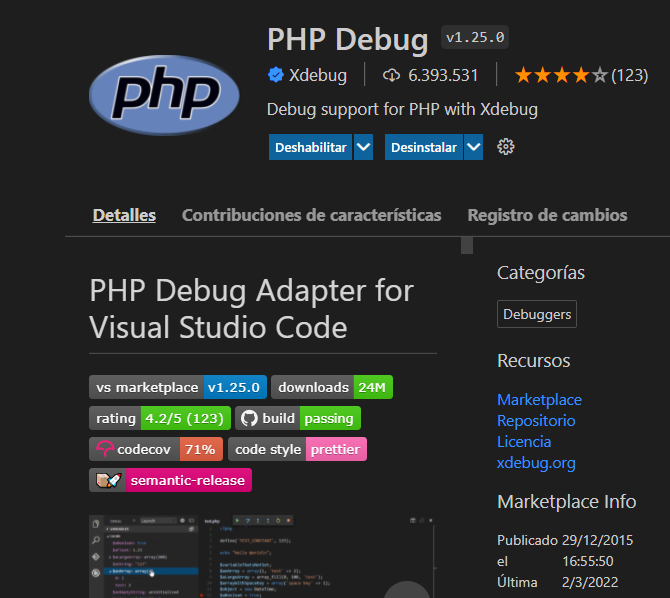 PHP Debug v1.25.0
php
Xdebug 6.393.531 (123)
Debug support for PHP with Xdebug
Deshabilitar Desinstalar
Detalles Contribuciones de características Registro de cambios
PHP Debug Adapter for
Visual Studio Code
vs marketplace v1.25.0 downloads 24M
rating 4.2/5 (123) build passing
codecov 71% code style prettier
semantic-release
Categorías
Debuggers
Recursos
Marketplace
Repositorio
Licencia
xdebug.org
Marketplace Info
Publicado 29/12/2015
el 16:55:50
Última 2/3/2022